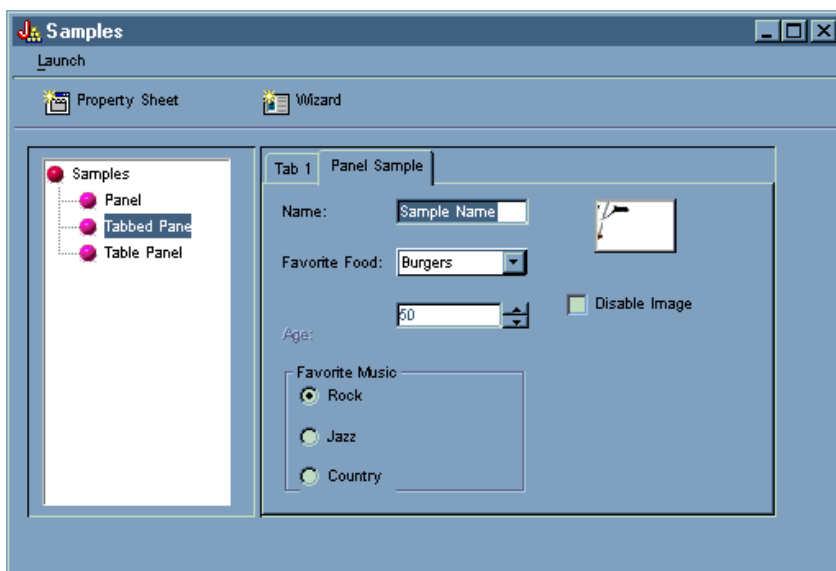 Samples
Launch
Property Sheet Wizard
Samples
Panel
Tabbed Pane
Table Panel
Tab 1 Panel Sample
Name: Sample Name
Favorite Food: Burgers
Age: 50
Disable Image
Favorite Music
Rock
Jazz
Country